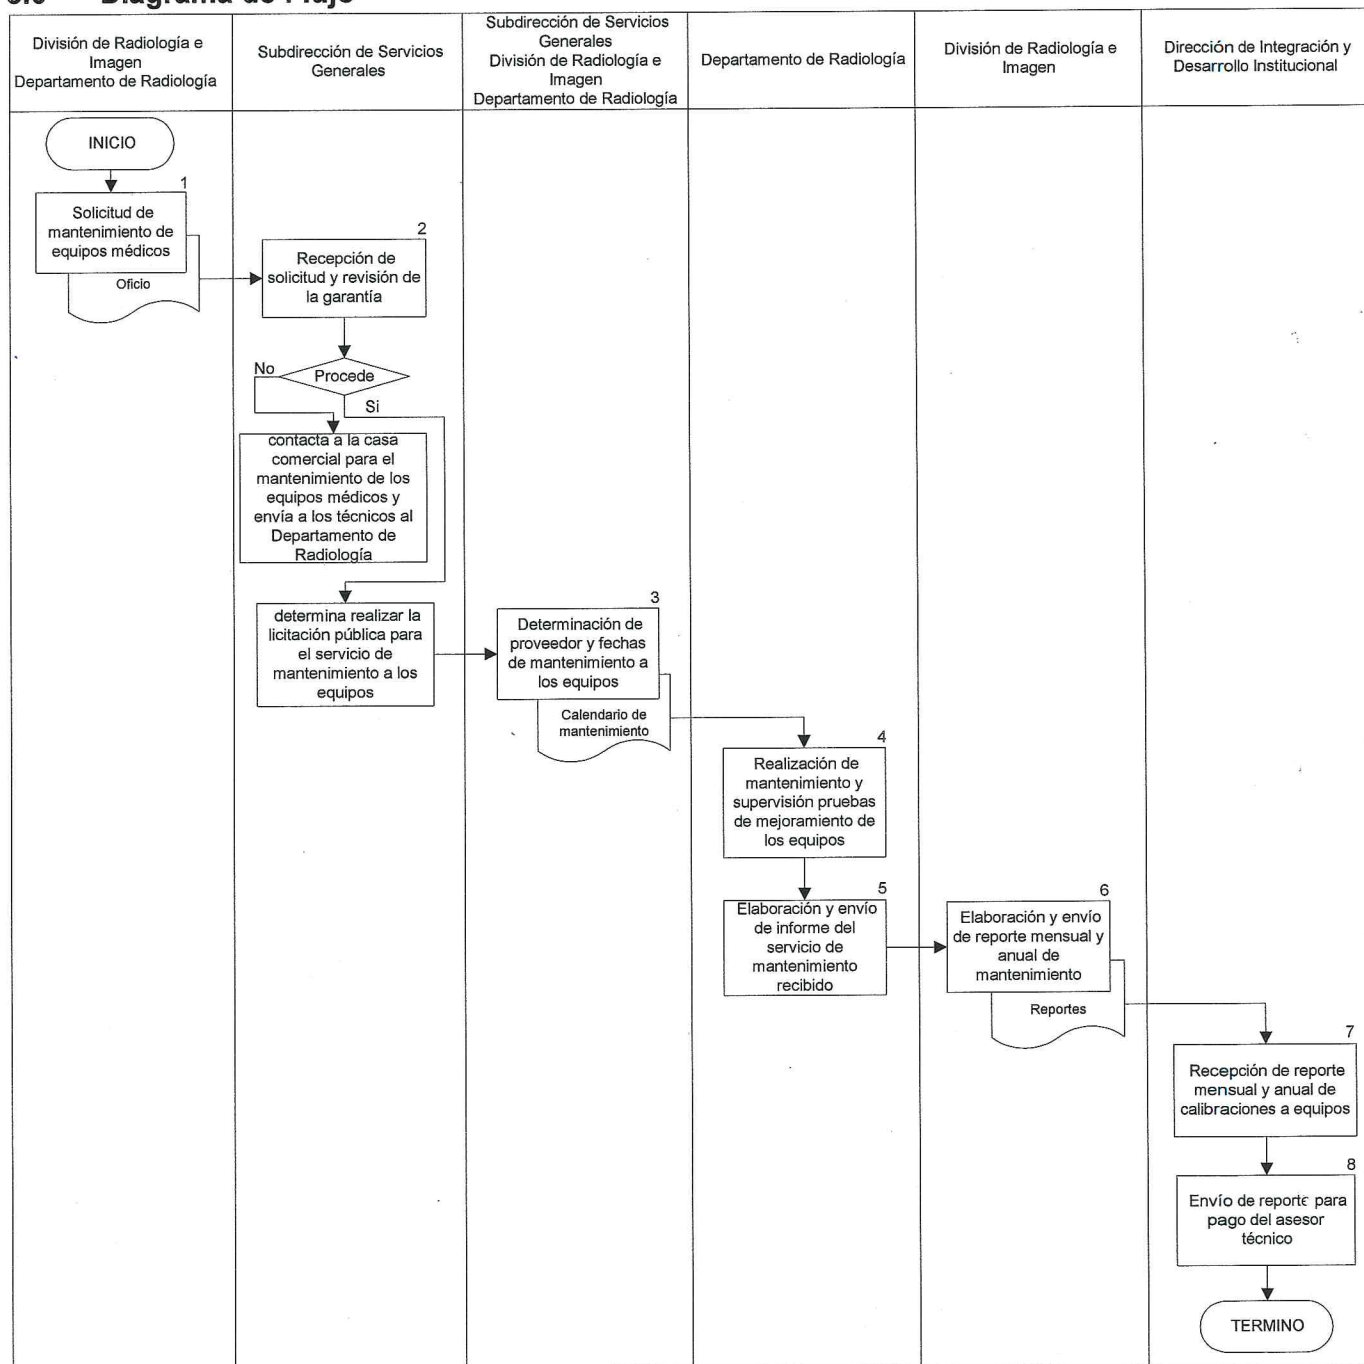 Diagrama de Flujo
División de Radiología e
Imagen
Departamento de Radiología
Subdirección de Servicios
Generales
Subdirección de Servicios
Generales
División de Radiología e
Imagen
Departamento de Radiología
Departamento de Radiología
División de Radiología e
Imagen
Dirección de Integración y
Desarrollo Institucional
INICIO
1
Solicitud de
mantenimiento de
equipos médicos
Oficio
2
Recepción de
solicitud y revisión de
la garantía
Procede
No
Si
contacta a la casa
comercial para el
mantenimiento de los
equipos médicos y
envía a los técnicos al
Departamento de
Radiología
determina realizar la
licitación pública para
el servicio de
mantenimiento a los
equipos
3
Determinación de
proveedor y fechas
de mantenimiento a
los equipos
Calendario de
mantenimiento
4
Realización de
mantenimiento y
supervisión pruebas
de mejoramiento de
los equipos
5
Elaboración y envío
de informe del
servicio de
mantenimiento
recibido
6
Elaboración y envío
de reporte mensual y
anual de
mantenimiento
Reportes
7
Recepción de reporte
mensual y anual de
calibraciones a equipos
8
Envío de reporte para
pago del asesor
técnico
TERMINO